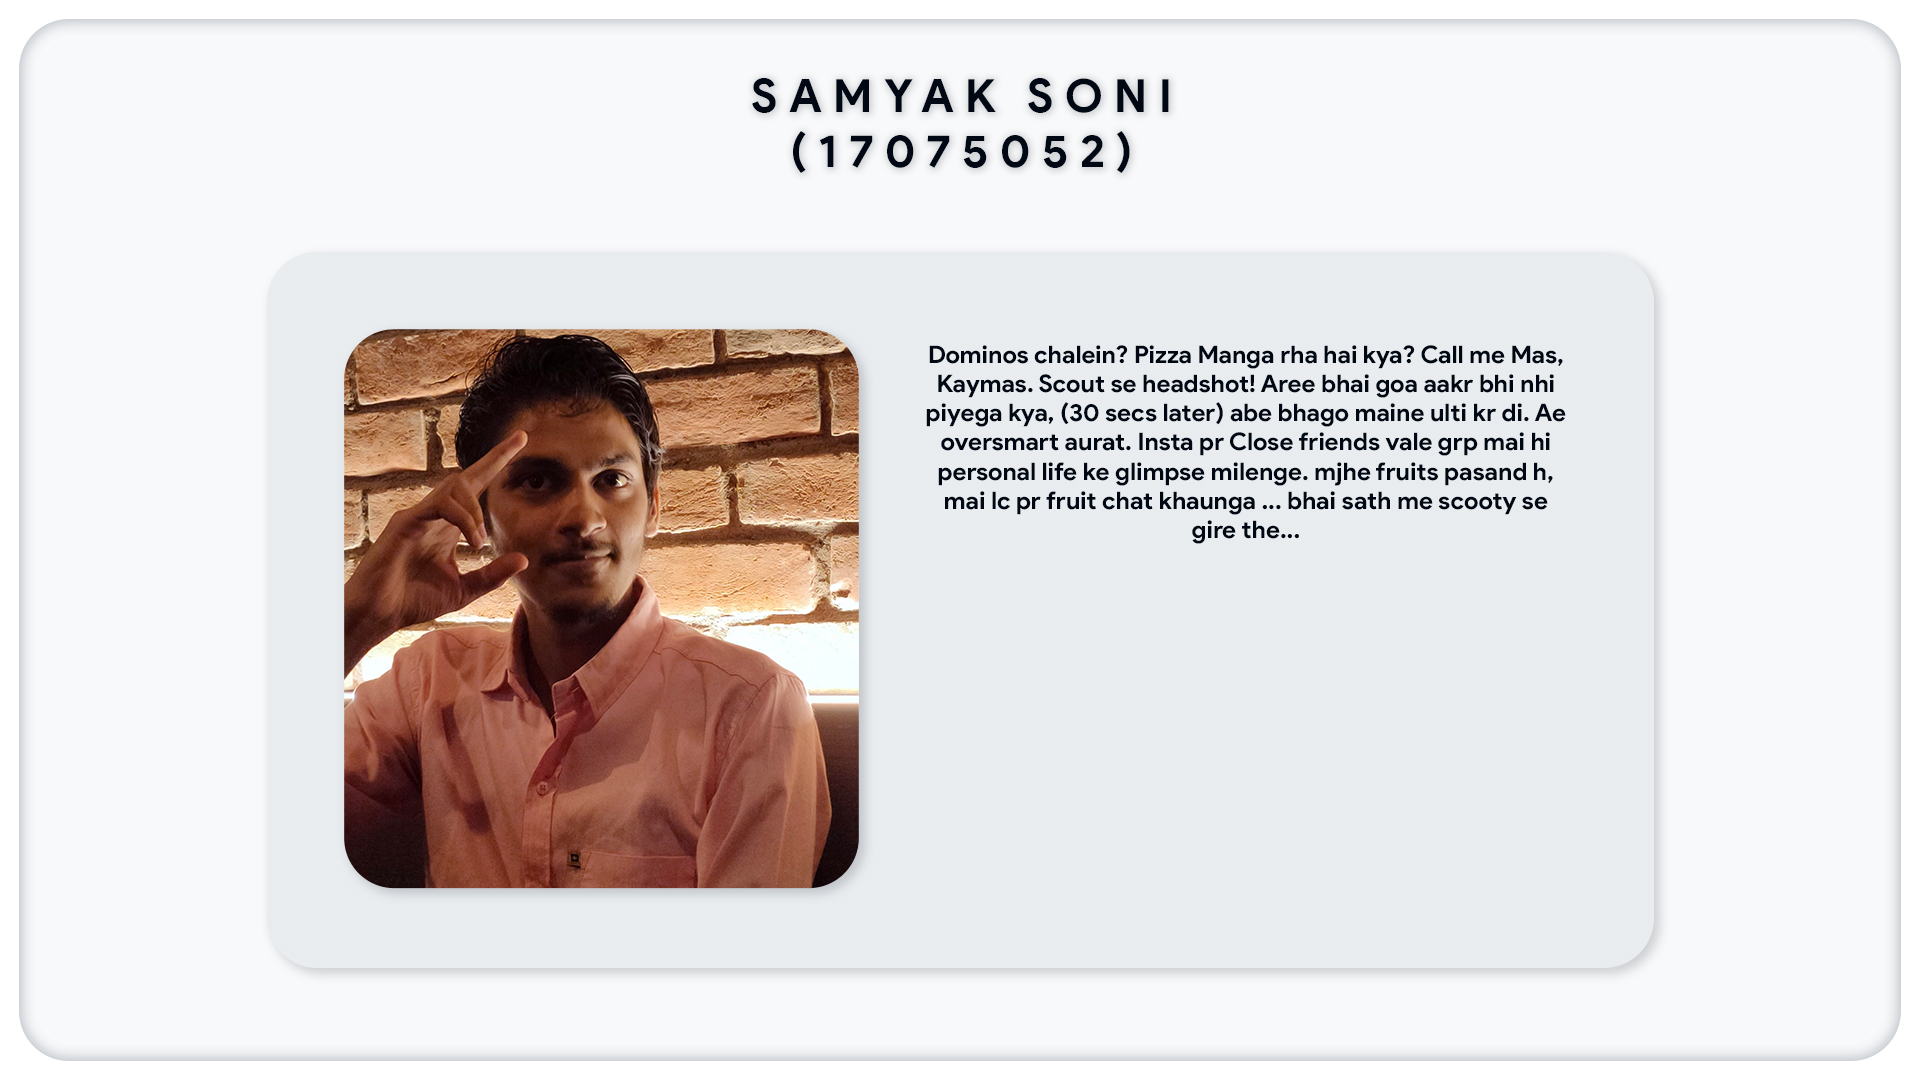 SAMYAK SONI
(17075052)
Dominos chalein? Pizza Manga rha hai kya? Call me Mas,
Kaymas. Scout se headshot! Aree bhai goa aakr bhi nhi
piyega kya, (30 secs later) abe bhago maine ulti kr di. Ae
oversmart aurat. Insta pr Close friends vale grp mai hi
personal life ke glimpse milenge. mjhe fruits pasand h,
mai lc pr fruit chat khaunga ... bhai sath me scooty se
gire the...